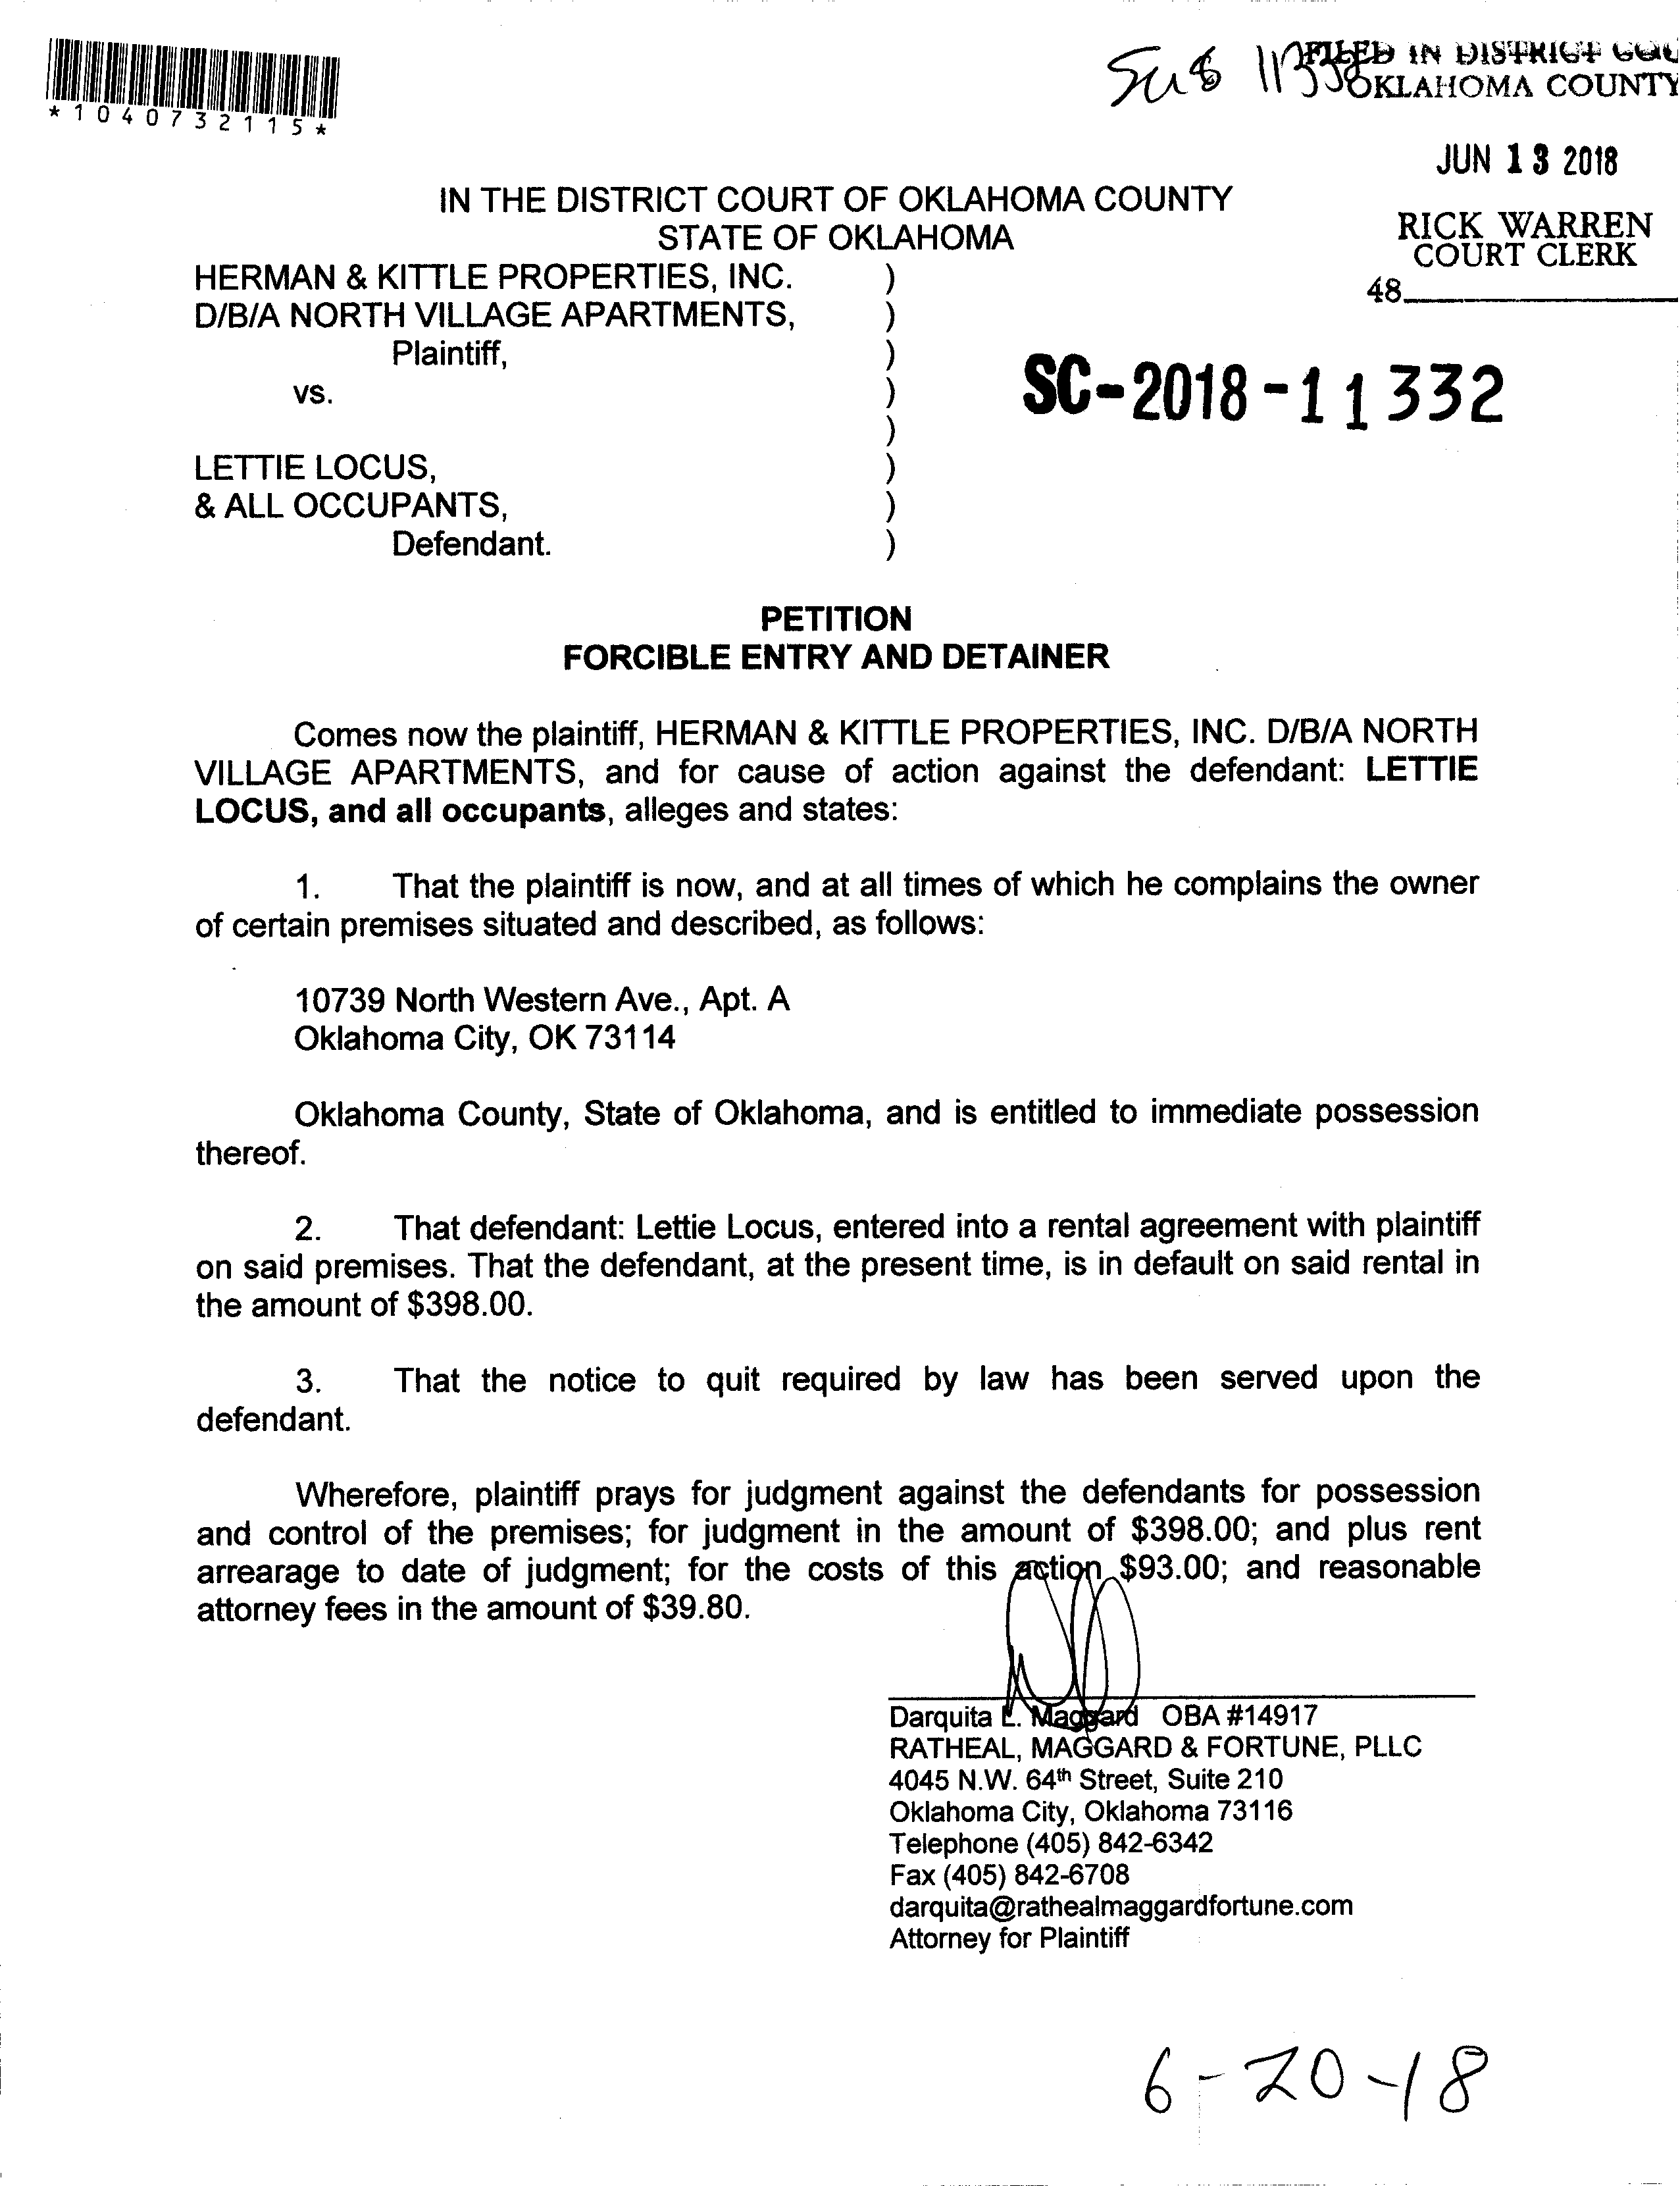 *1040732115*
Sub
FILED IN DISTRICT COU
OKLAHOMA COUNTY
JUN 13 2018
RICK WARREN
COURT CLERK
48
IN THE DISTRICT COURT OF OKLAHOMA COUNTY
STATE OF OKLAHOMA
HERMAN & KITTLE PROPERTIES, INC. )
D/B/A NORTH VILLAGE APARTMENTS, )
Plaintiff, )
vs. )
)
SC-2018-11332
LETTIE LOCUS, )
& ALL OCCUPANTS, )
Defendant. )
PETITION
FORCIBLE ENTRY AND DETAINER
Comes now the plaintiff, HERMAN & KITTLE PROPERTIES, INC. D/B/A NORTH
VILLAGE APARTMENTS, and for cause of action against the defendant: LETTIE
LOCUS, and all occupants, alleges and states:
1. That the plaintiff is now, and at all times of which he complains the owner
of certain premises situated and described, as follows:
10739 North Western Ave., Apt. A
Oklahoma City, OK 73114
Oklahoma County, State of Oklahoma, and is entitled to immediate possession
thereof.
2. That defendant: Lettie Locus, entered into a rental agreement with plaintiff
on said premises. That the defendant, at the present time, is in default on said rental in
the amount of $398.00.
3. That the notice to quit required by law has been served upon the
defendant.
Wherefore, plaintiff prays for judgment against the defendants for possession
and control of the premises; for judgment in the amount of $398.00; and plus rent
arrearage to date of judgment; for the costs of this action $93.00; and reasonable
attorney fees in the amount of $39.80.
Darquita L. Maggard OBA #14917
RATHEAL, MAGGARD & FORTUNE, PLLC
4045 N.W. 64th Street, Suite 210
Oklahoma City, Oklahoma 73116
Telephone (405) 842-6342
Fax (405) 842-6708
darquita@rathealmaggardfortune.com
Attorney for Plaintiff
6-20-18